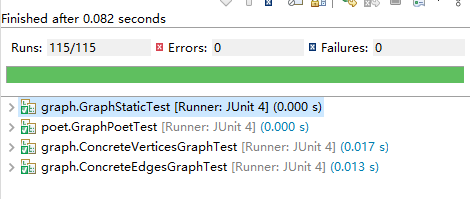 Finished after 0.082 seconds
Runs: 115/115 Errors: 0 Failures: 0
graph.GraphStaticTest [Runner: JUnit 4] (0.000 s)
poet.GraphPoetTest [Runner: JUnit 4] (0.000 s)
graph.ConcreteVerticesGraphTest [Runner: JUnit 4] (0.017 s)
graph.ConcreteEdgesGraphTest [Runner: JUnit 4] (0.013 s)